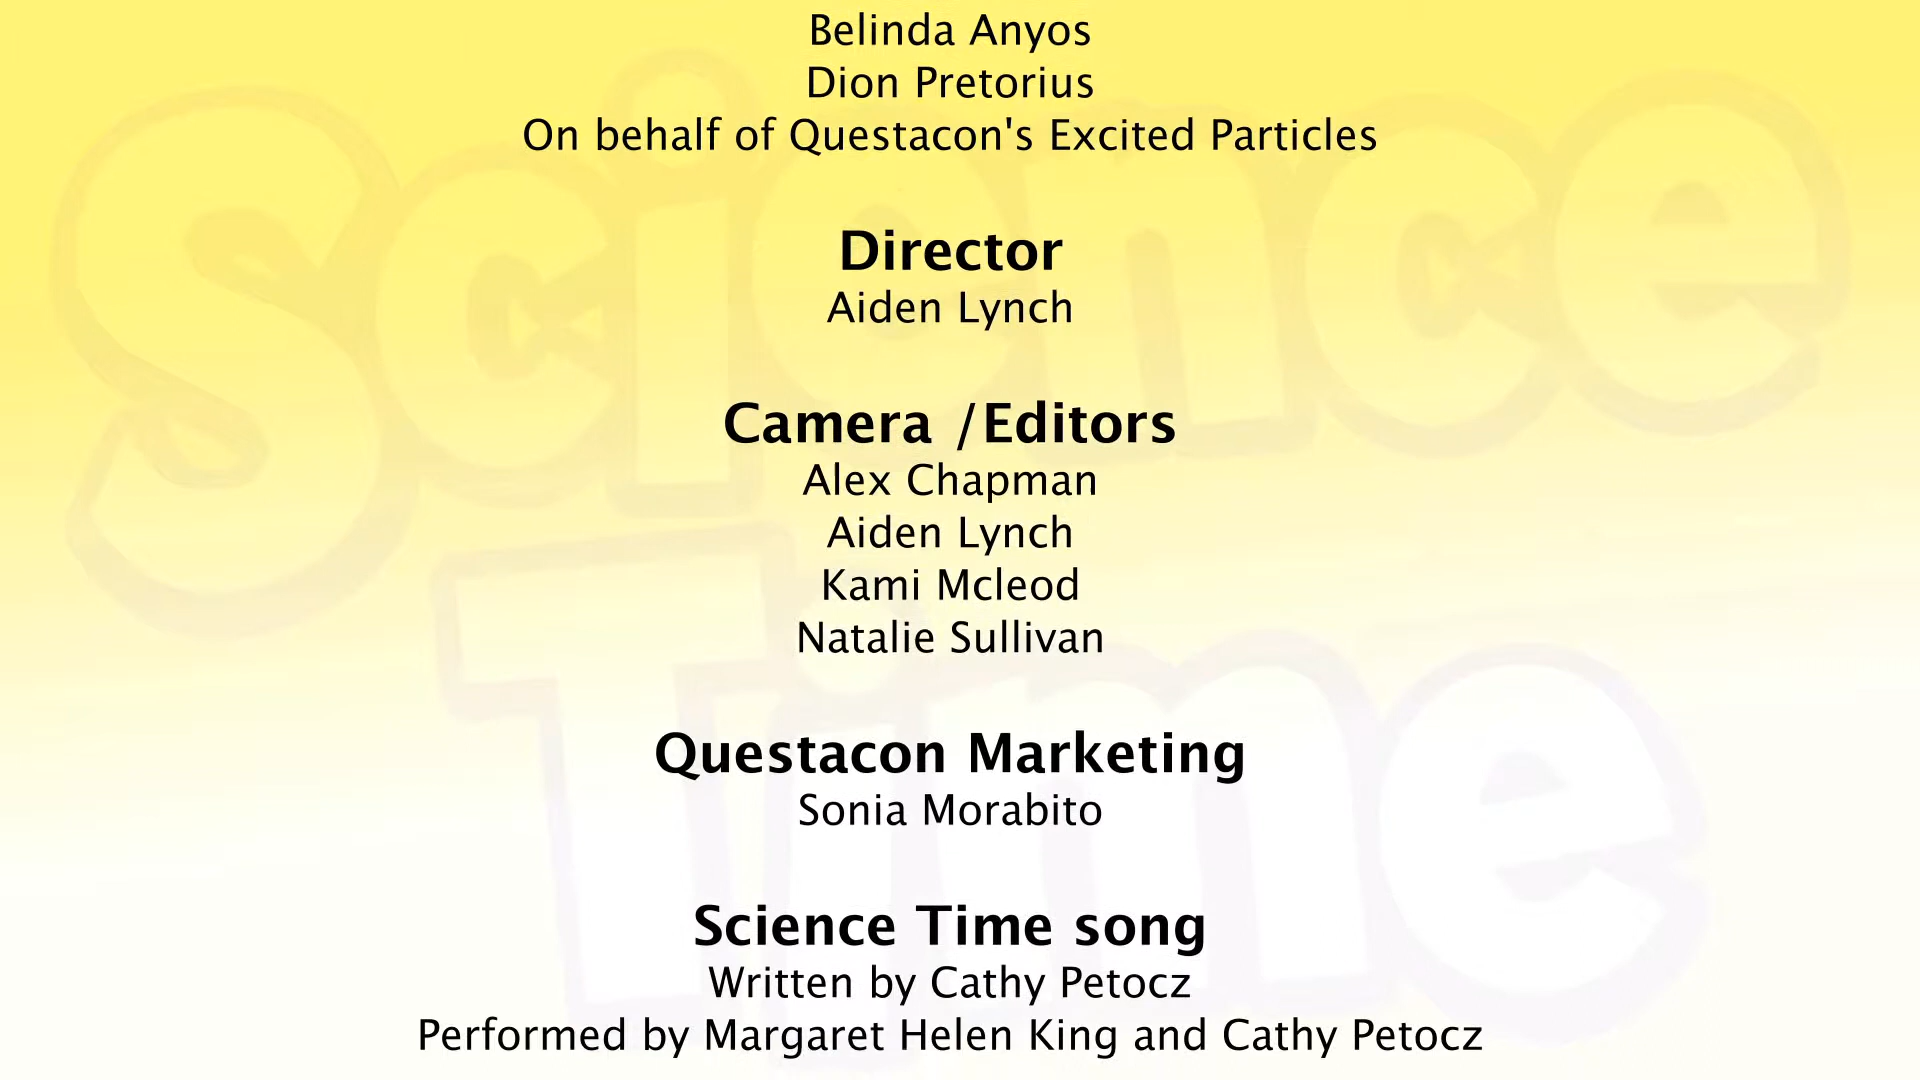 Belinda Anyos
Dion Pretorius
On behalf of Questacon's Excited Particles
Director
Aiden Lynch
Camera /Editors
Alex Chapman
Aiden Lynch
Kami Mcleod
Natalie Sullivan
Questacon Marketing
Sonia Morabito
Science Time song
Written by Cathy Petocz
Performed by Margaret Helen King and Cathy Petocz
Science
Time